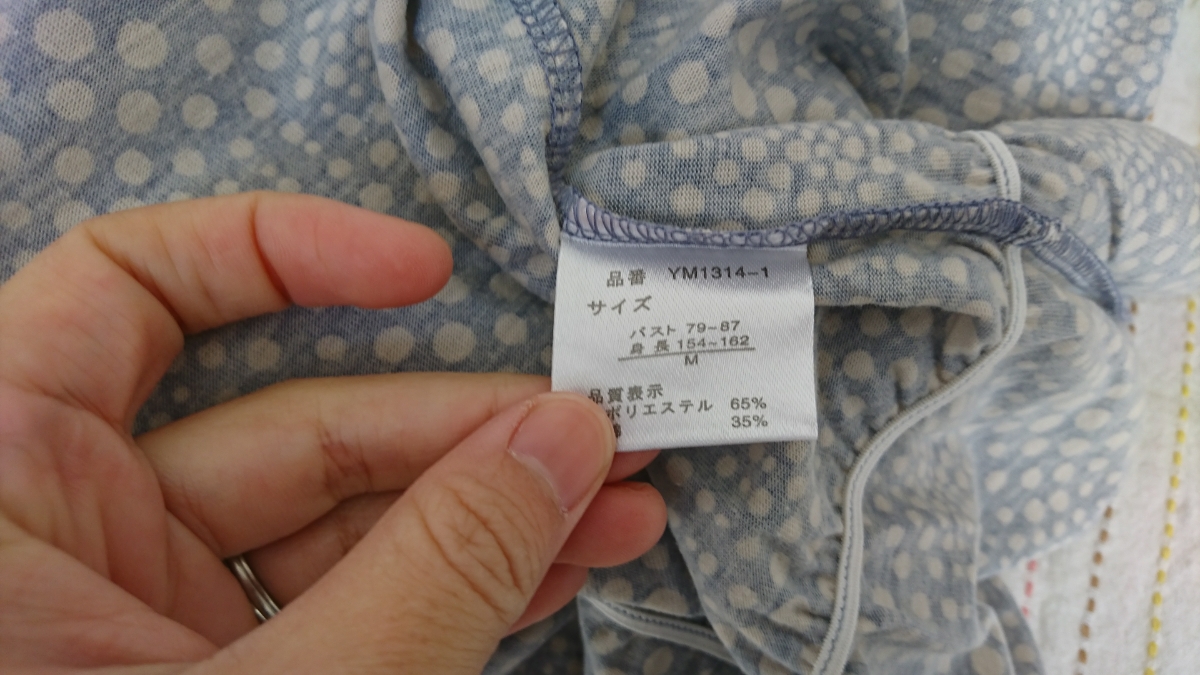 品番 YM1314-1
サイズ
バスト 79-87
身長 154~162
M
品質表示
ポリエステル 65%
35%